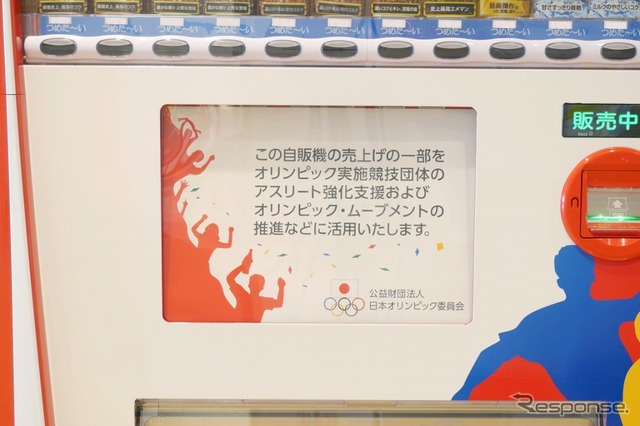 つめた〜い つめた〜い つめた〜い つめた〜い つめた〜い つめた〜い つめた〜い つめた〜い つめた〜い つめた〜い つめた〜い
販売中
この自販機の売上げの一部を
オリンピック実施競技団体の
アスリート強化支援および
オリンピック・ムーブメントの
推進などに活用いたします。
公益財団法人
日本オリンピック委員会
Response.